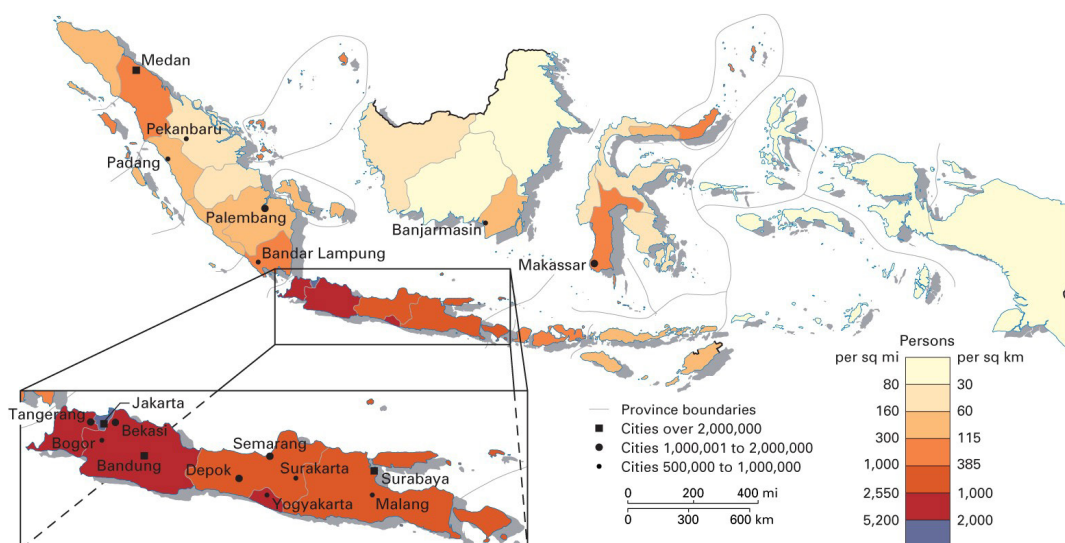 Medan
Pekanbaru
Padang
Palembang
Bandar Lampung
Banjarmasin
Makassar
Tangerang
Jakarta
Bekasi
Bogor
Bandung
Depok
Semarang
Surakarta
Yogyakarta
Surabaya
Malang
Province boundaries
Cities over 2,000,000
Cities 1,000,001 to 2,000,000
Cities 500,000 to 1,000,000
0 200 400 mi
0 300 600 km
Persons
per sq mi per sq km
80 30
160 60
300 115
1,000 385
2,550 1,000
5,200 2,000